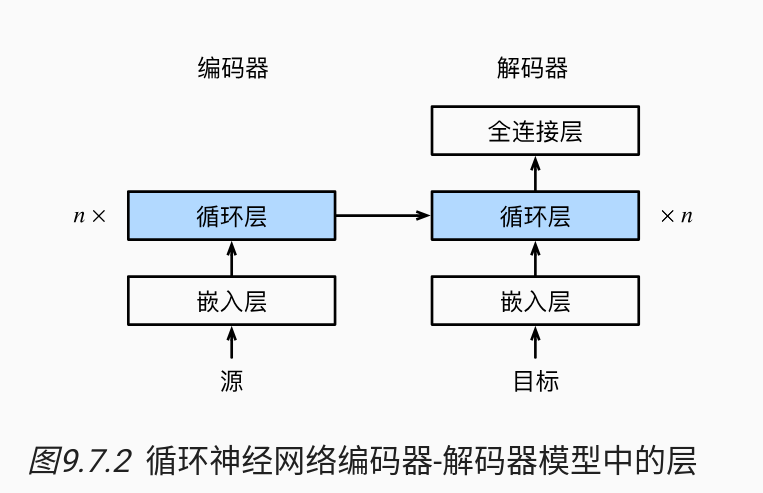 编码器 解码器
全连接层
n × 循环层 循环层 × n
嵌入层 嵌入层
源 目标
图9.7.2 循环神经网络编码器-解码器模型中的层